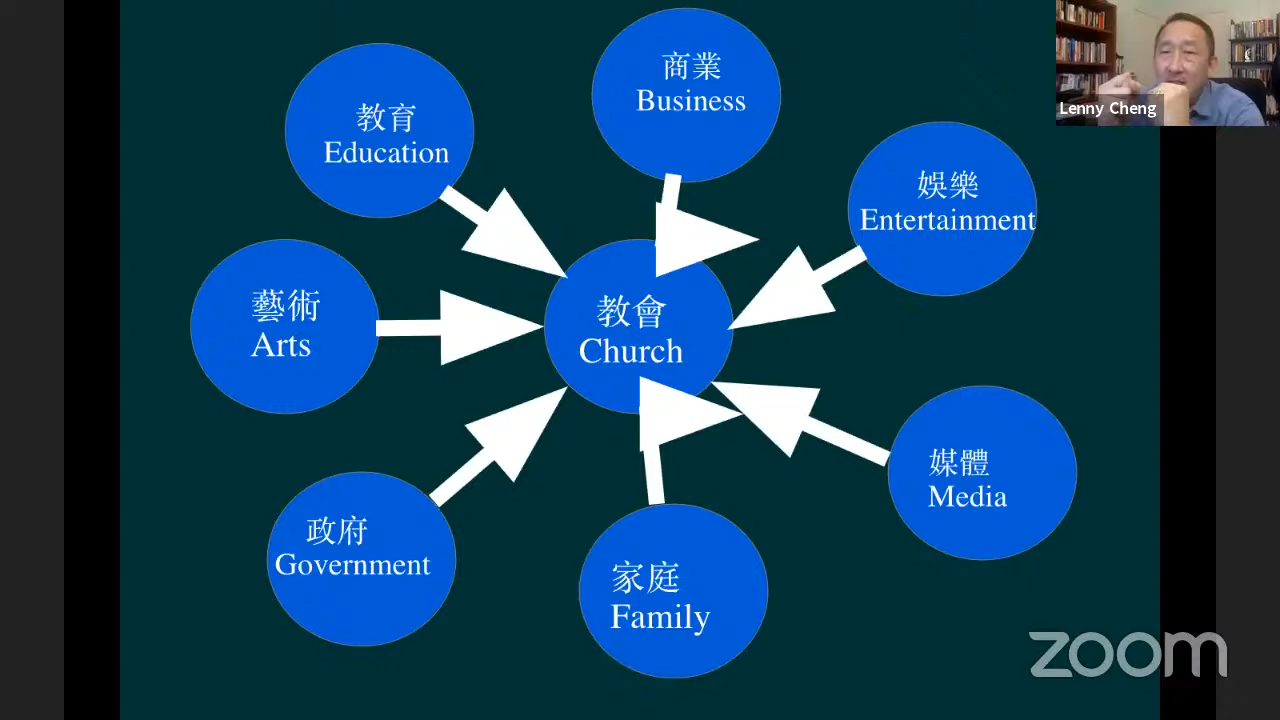 商業
Business
Lenny Cheng
教育
Education
娛樂
Entertainment
藝術
Arts
教會
Church
媒體
Media
政府
Government
家庭
Family
zoom